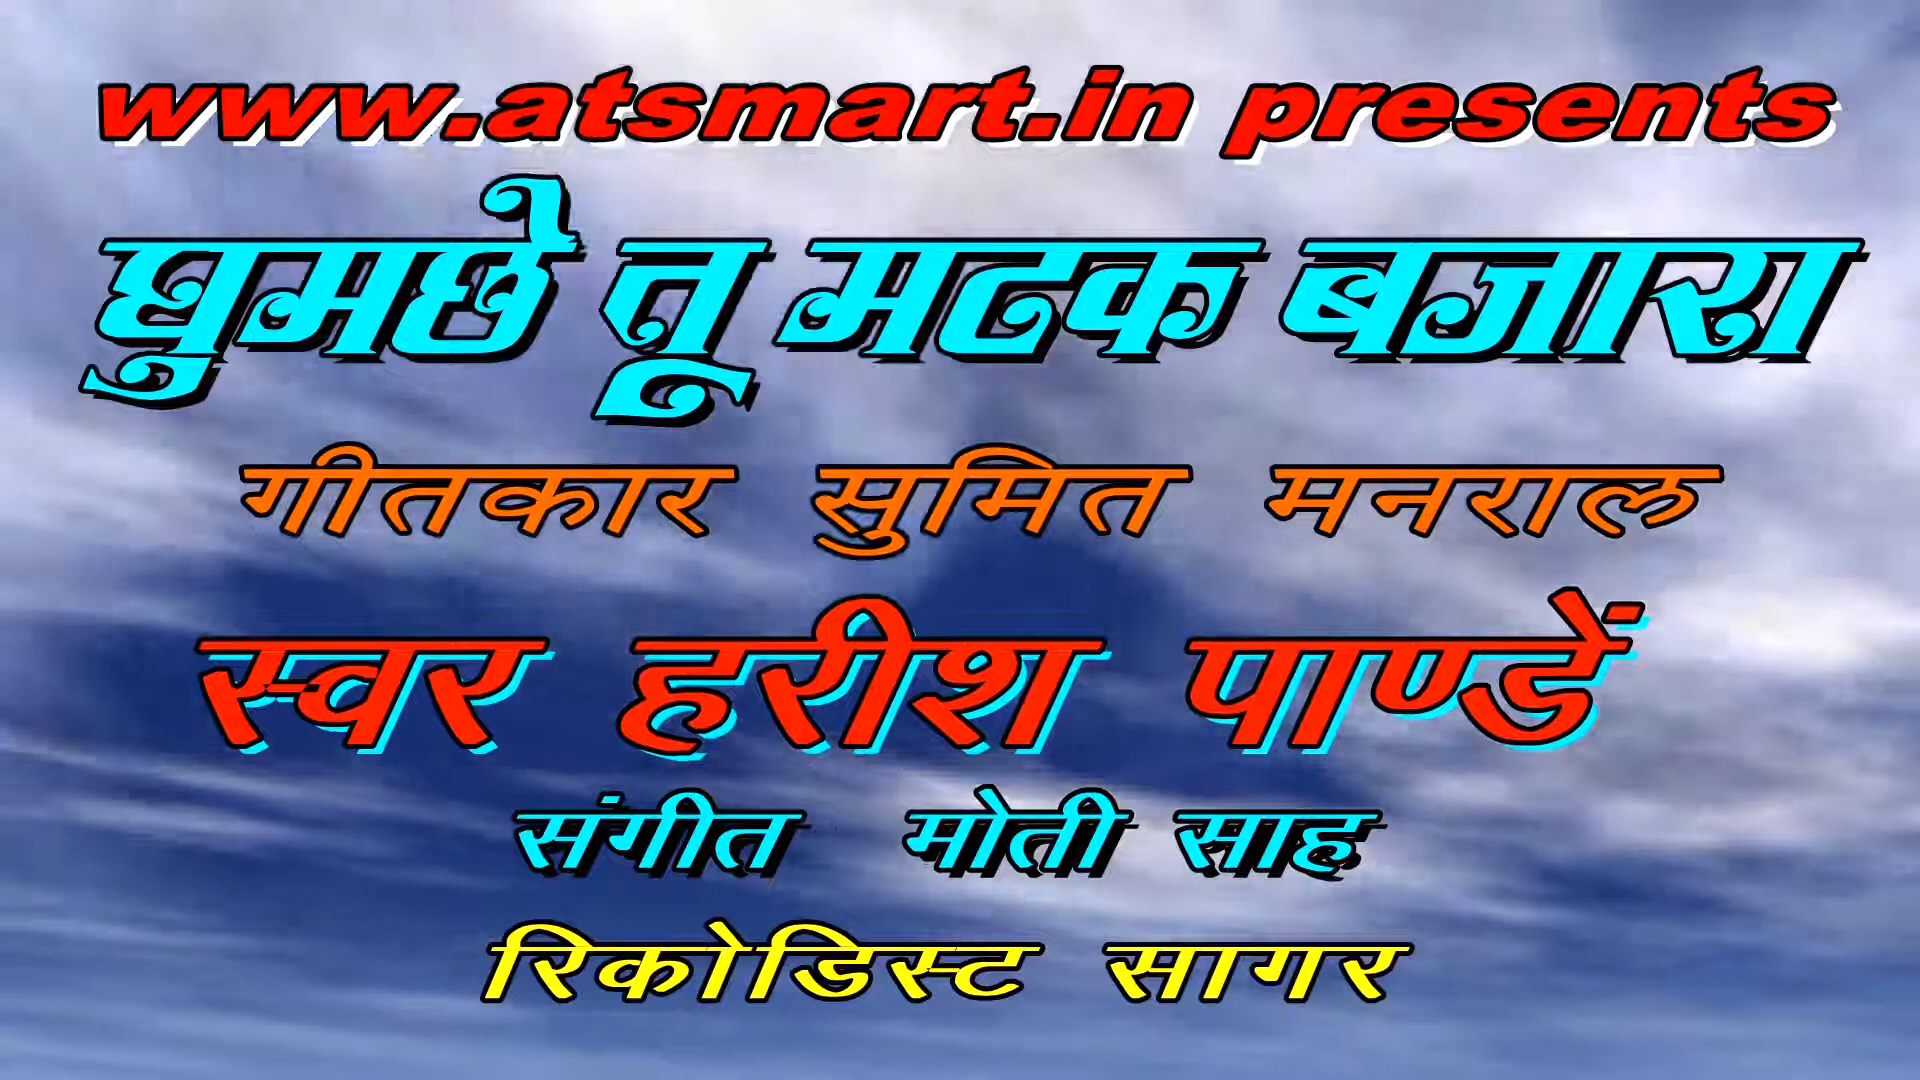 www.atsmart.in presents
घुमछे तू मटक बजारा
गीतकार सुमित मनराल
स्वर हरीश पाण्डें
संगीत मोती साह
रिकोडिस्ट सागर